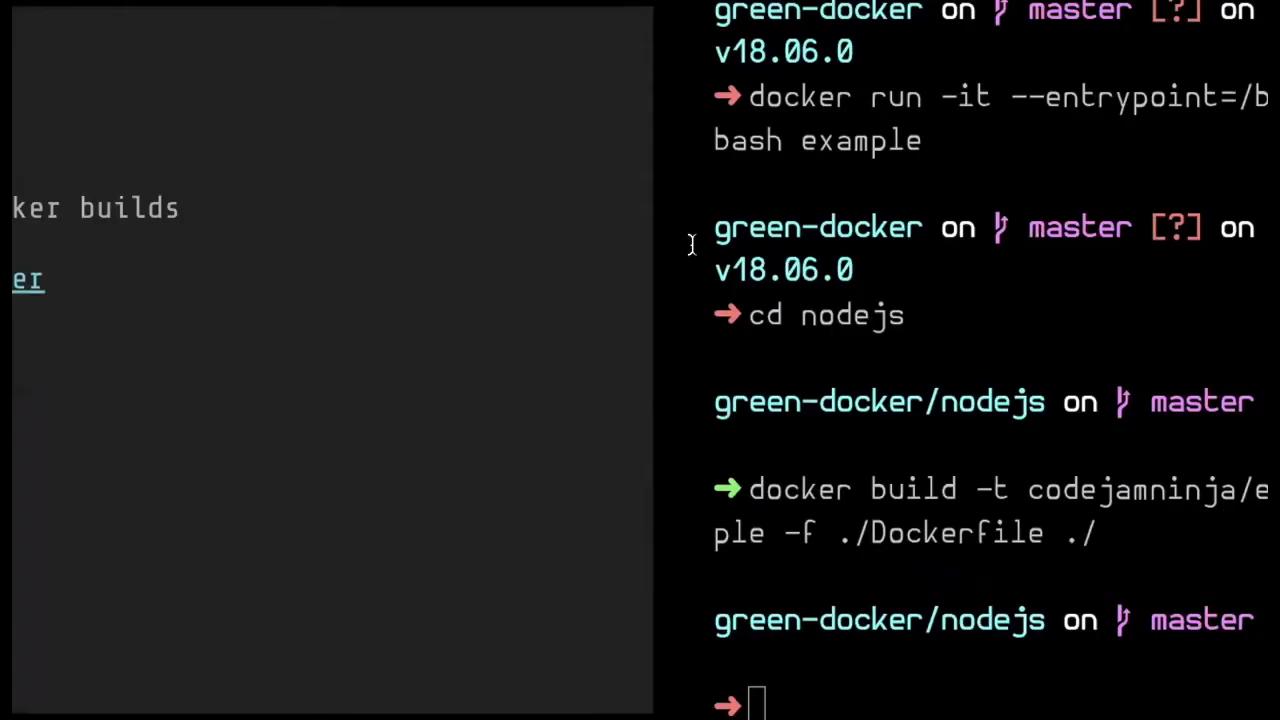 ker builds
er
green-docker on master [?] on
v18.06.0
➜ docker run -it --entrypoint=/b
bash example
green-docker on master [?] on
v18.06.0
➜ cd nodejs
green-docker/nodejs on master
➜ docker build -t codejamninja/e
ple -f ./Dockerfile ./
green-docker/nodejs on master
➜